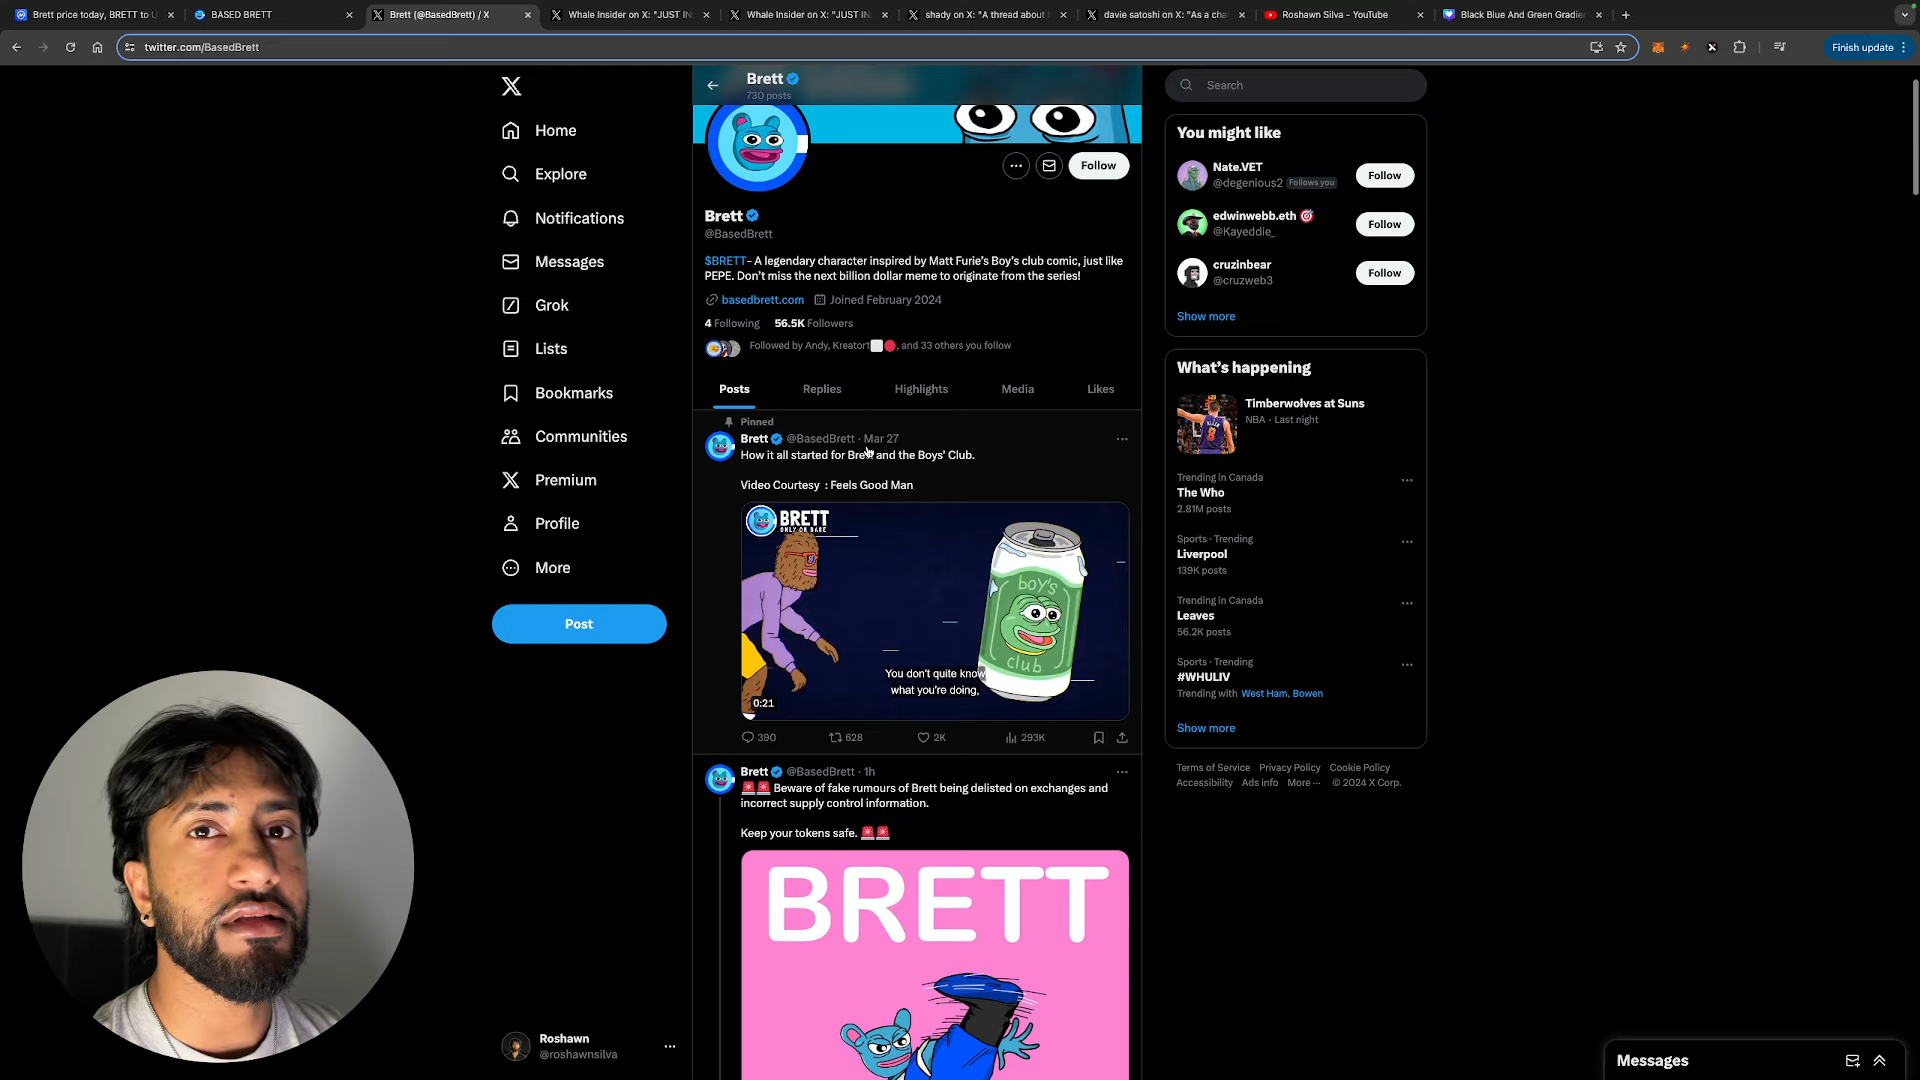 Brett price today, BRETT to U
BASED BRETT
Brett (@BasedBrett) / X
Whale Insider on X: "JUST IN
Whale Insider on X: "JUST IN
shady on X: "A thread about
davie satoshi on X: "As a cha
Roshawn Silva - YouTube
Black Blue And Green Gradie
twitter.com/BasedBrett
Finish update
Home
Explore
Notifications
Messages
Grok
Lists
Bookmarks
Communities
Premium
Profile
More
Post
Roshawn
@roshawnsilva
Brett
730 posts
Follow
Brett
@BasedBrett
$BRETT- A legendary character inspired by Matt Furie's Boy's club comic, just like
PEPE. Don't miss the next billion dollar meme to originate from the series!
basedbrett.com Joined February 2024
4 Following 56.5K Followers
Followed by Andy, Kreator1, and 33 others you follow
Posts Replies Highlights Media Likes
Pinned
Brett @BasedBrett · Mar 27
How it all started for Brett and the Boys' Club.
Video Courtesy : Feels Good Man
BRETT
ONLY ON BASE
boy's
club
You don't quite know
what you're doing,
0:21
390 628 2K 293K
Brett @BasedBrett · 1h
🚨🚨 Beware of fake rumours of Brett being delisted on exchanges and
incorrect supply control information.
Keep your tokens safe. 🚨🚨
BRETT
Search
You might like
Nate.VET
@degenious2 Follows you
Follow
edwinwebb.eth 🎯
@Kayeddie_
Follow
cruzinbear
@cruzweb3
Follow
Show more
What's happening
Timberwolves at Suns
NBA · Last night
Trending in Canada
The Who
2.81M posts
Sports · Trending
Liverpool
139K posts
Trending in Canada
Leaves
56.2K posts
Sports · Trending
#WHULIV
Trending with West Ham, Bowen
Show more
Terms of Service Privacy Policy Cookie Policy
Accessibility Ads info More ··· © 2024 X Corp.
Messages